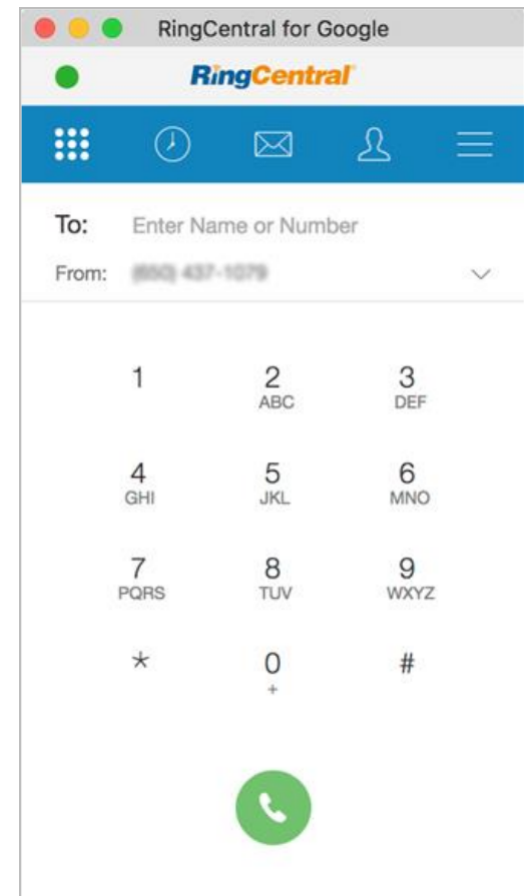 RingCentral for Google
RingCentral
To: Enter Name or Number
From:
1 2 3
ABC DEF
4 5 6
GHI JKL MNO
7 8 9
PQRS TUV WXYZ
* 0 #
+